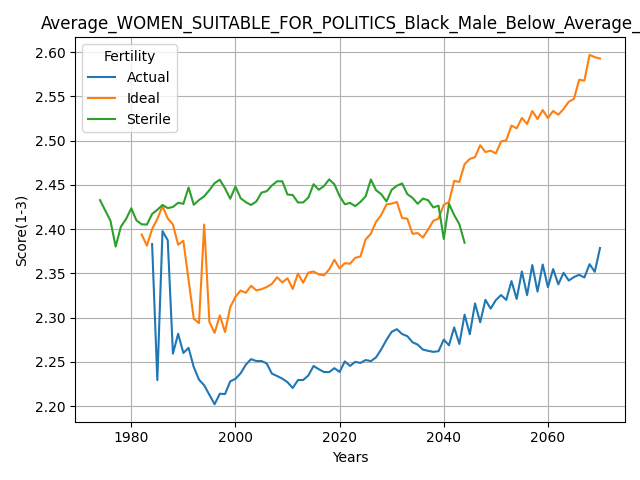 Average_WOMEN_SUITABLE_FOR_POLITICS_Black_Male_Below_Average_
Fertility
Actual
Ideal
Sterile
2.60
2.55
2.50
2.45
2.40
2.35
2.30
2.25
2.20
Score(1-3)
1980 2000 2020 2040 2060
Years